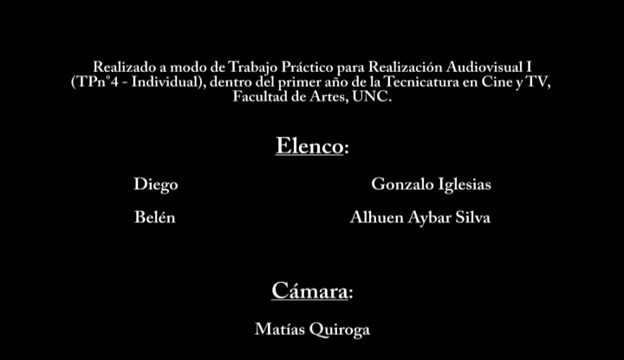 Realizado a modo de Trabajo Práctico para Realización Audiovisual I
(TPn°4 - Individual), dentro del primer año de la Tecnicatura en Cine y TV,
Facultad de Artes, UNC.
Elenco:
Diego Gonzalo Iglesias
Belén Alhuen Aybar Silva
Cámara:
Matías Quiroga